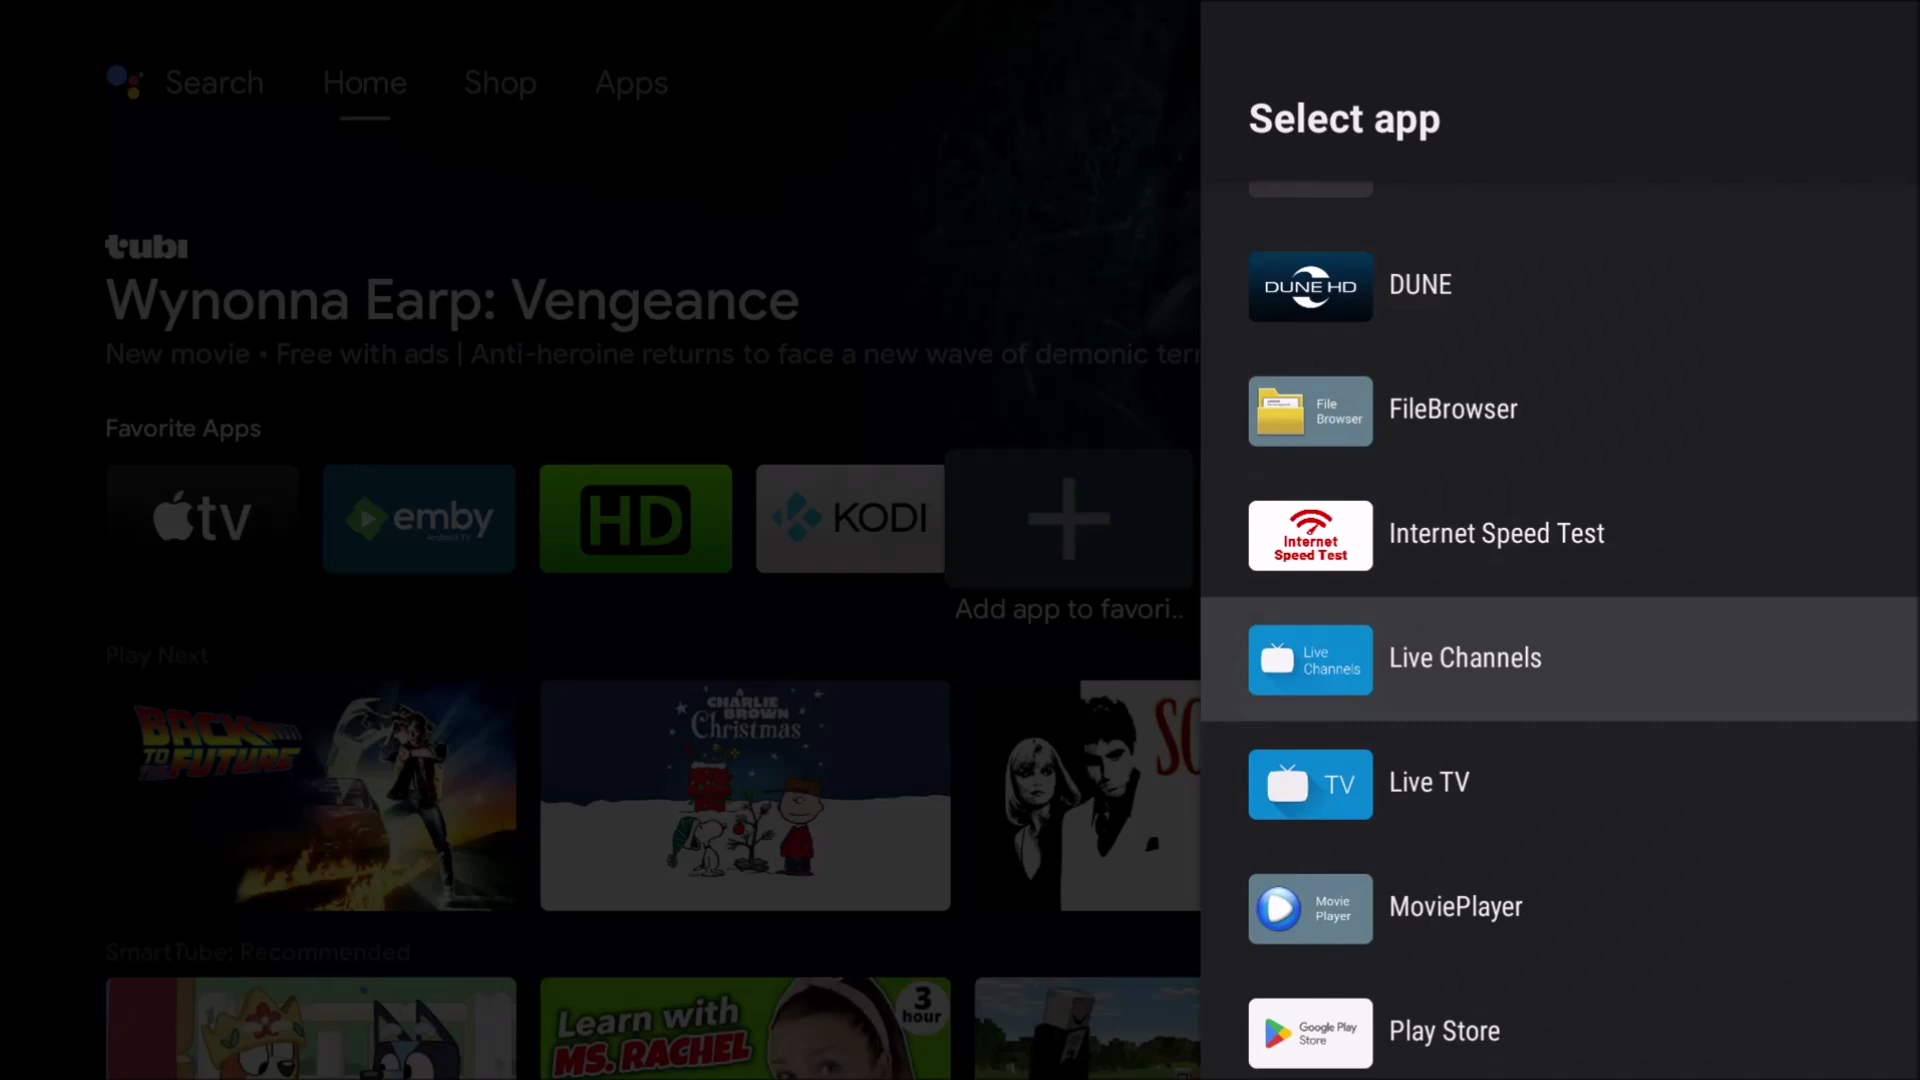 Search Home Shop Apps
tubi
Wynonna Earp: Vengeance
New movie • Free with ads | Anti-heroine returns to face a new wave of demonic terr
Favorite Apps
tv
emby
Android TV
HD
KODI
Add app to favori..
Play Next
BACK
TO THE
FUTURE
A
CHARLIE
BROWN
Christmas
SC
SmartTube: Recommended
Learn with
MS. RACHEL
3
hour
Select app
DUNE HD
DUNE
File
Browser
FileBrowser
Internet
Speed Test
Internet Speed Test
Live
Channels
Live Channels
TV
Live TV
Movie
Player
MoviePlayer
Google Play
Store
Play Store